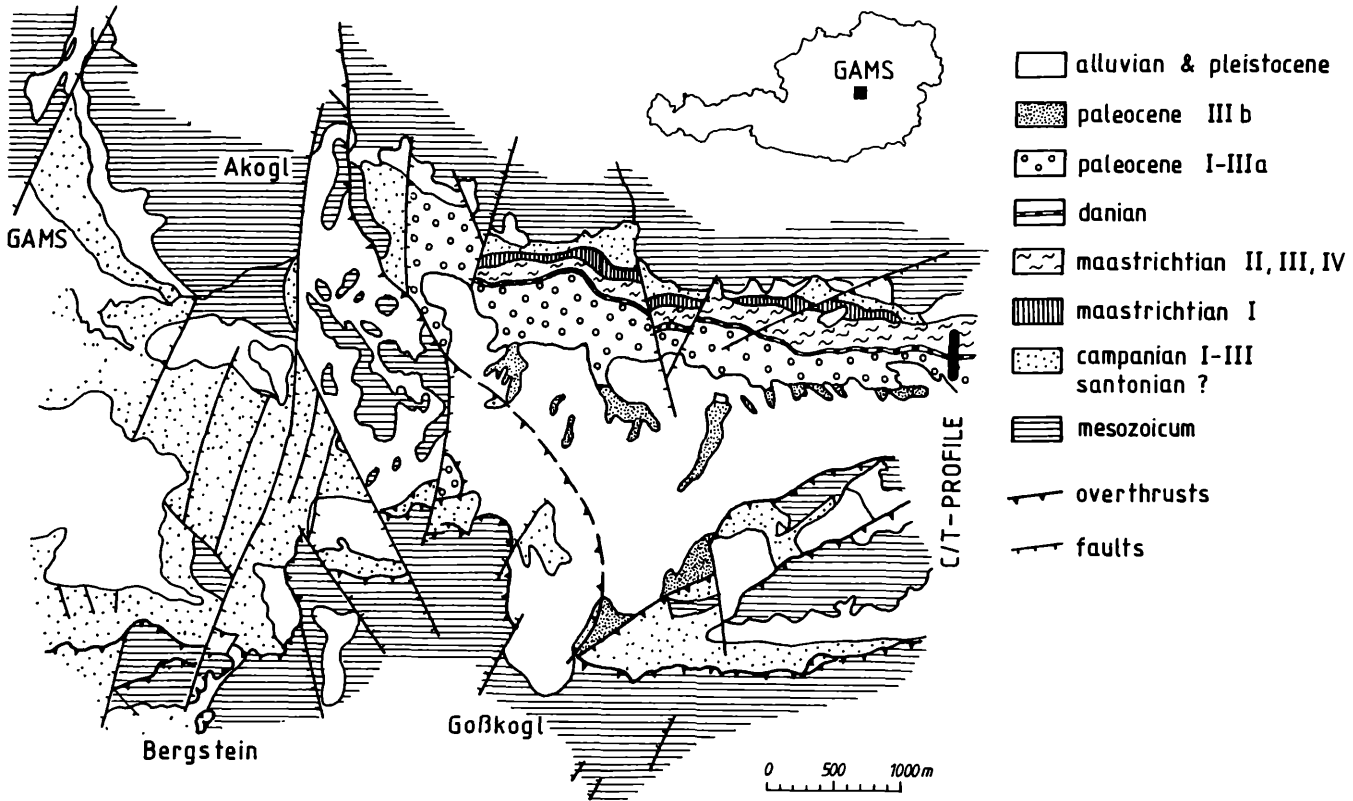 GAMS
alluvian & pleistocene
paleocene III b
paleocene I-IIIa
danian
maastrichtian II, III, IV
maastrichtian I
campanian I-III
santonian ?
mesozoicum
overthrusts
faults
Akogl
GAMS
C/T-PROFILE
Goßkogl
Bergstein
0 500 1000m